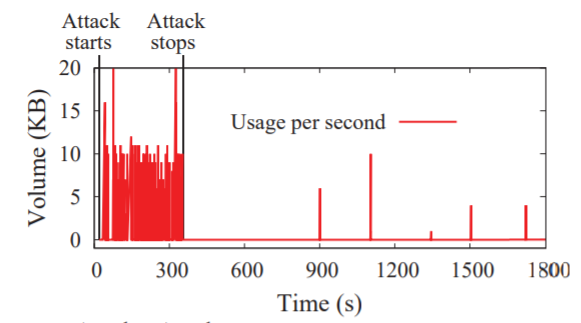 Attack Attack
starts stops
20
15
10
5
0
Volume (KB)
Usage per second
0 300 600 900 1200 1500 1800
Time (s)